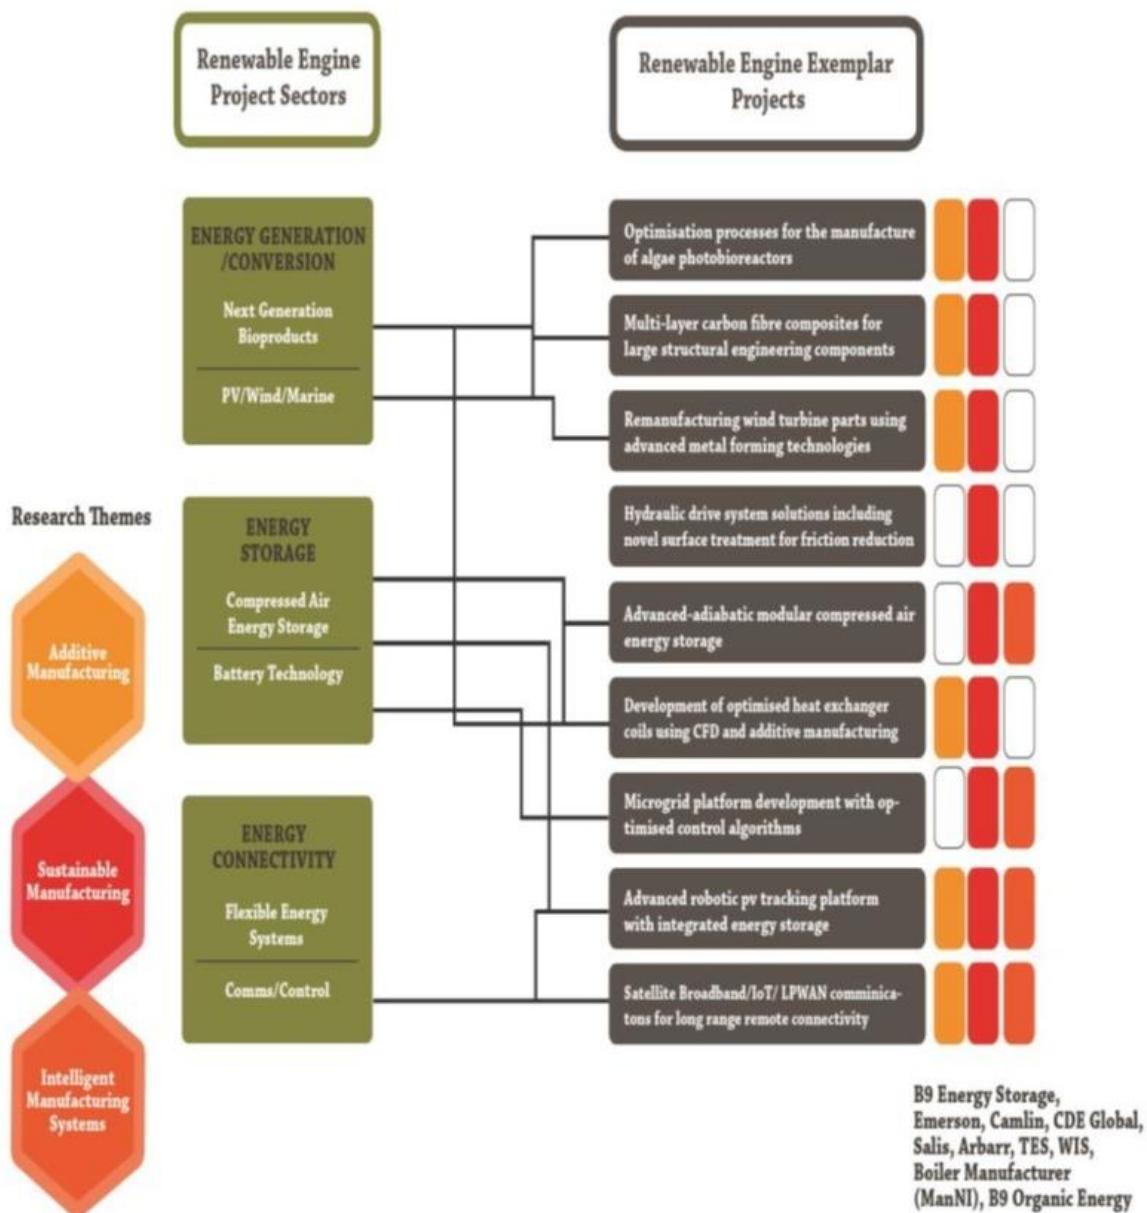 Renewable Engine
Project Sectors
Renewable Engine Exemplar
Projects
ENERGY GENERATION
/CONVERSION
Next Generation
Bioproducts
PV/Wind/Marine
Optimisation processes for the manufacture
of algae photobioreactors
Multi-layer carbon fibre composites for
large structural engineering components
Remanufacturing wind turbine parts using
advanced metal forming technologies
Research Themes
ENERGY
STORAGE
Compressed Air
Energy Storage
Battery Technology
Hydraulic drive system solutions including
novel surface treatment for friction reduction
Advanced-adiabatic modular compressed air
energy storage
Development of optimised heat exchanger
coils using CFD and additive manufacturing
Additive
Manufacturing
Sustainable
Manufacturing
Intelligent
Manufacturing
Systems
ENERGY
CONNECTIVITY
Flexible Energy
Systems
Comms/Control
Microgrid platform development with op-
timised control algorithms
Advanced robotic pv tracking platform
with integrated energy storage
Satellite Broadband/IoT/ LPWAN comminica-
tons for long range remote connectivity
B9 Energy Storage,
Emerson, Camlin, CDE Global,
Salis, Arbarr, TES, WIS,
Boiler Manufacturer
(ManNI), B9 Organic Energy